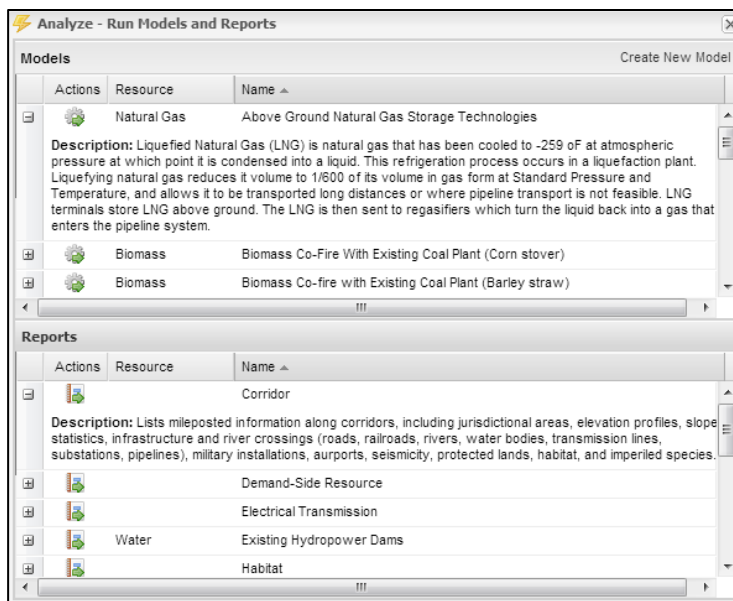 Analyze - Run Models and Reports
Models Create New Model
Actions Resource Name
Natural Gas Above Ground Natural Gas Storage Technologies
Description: Liquefied Natural Gas (LNG) is natural gas that has been cooled to -259 oF at atmospheric
pressure at which point it is condensed into a liquid. This refrigeration process occurs in a liquefaction plant.
Liquefying natural gas reduces it volume to 1/600 of its volume in gas form at Standard Pressure and
Temperature, and allows it to be transported long distances or where pipeline transport is not feasible. LNG
terminals store LNG above ground. The LNG is then sent to regasifiers which turn the liquid back into a gas that
enters the pipeline system.
Biomass Biomass Co-Fire With Existing Coal Plant (Corn stover)
Biomass Biomass Co-fire with Existing Coal Plant (Barley straw)
Reports
Actions Resource Name
Corridor
Description: Lists mileposted information along corridors, including jurisdictional areas, elevation profiles, slope
statistics, infrastructure and river crossings (roads, railroads, rivers, water bodies, transmission lines,
substations, pipelines), military installations, aurports, seismicity, protected lands, habitat, and imperiled species.
Demand-Side Resource
Electrical Transmission
Water Existing Hydropower Dams
Habitat